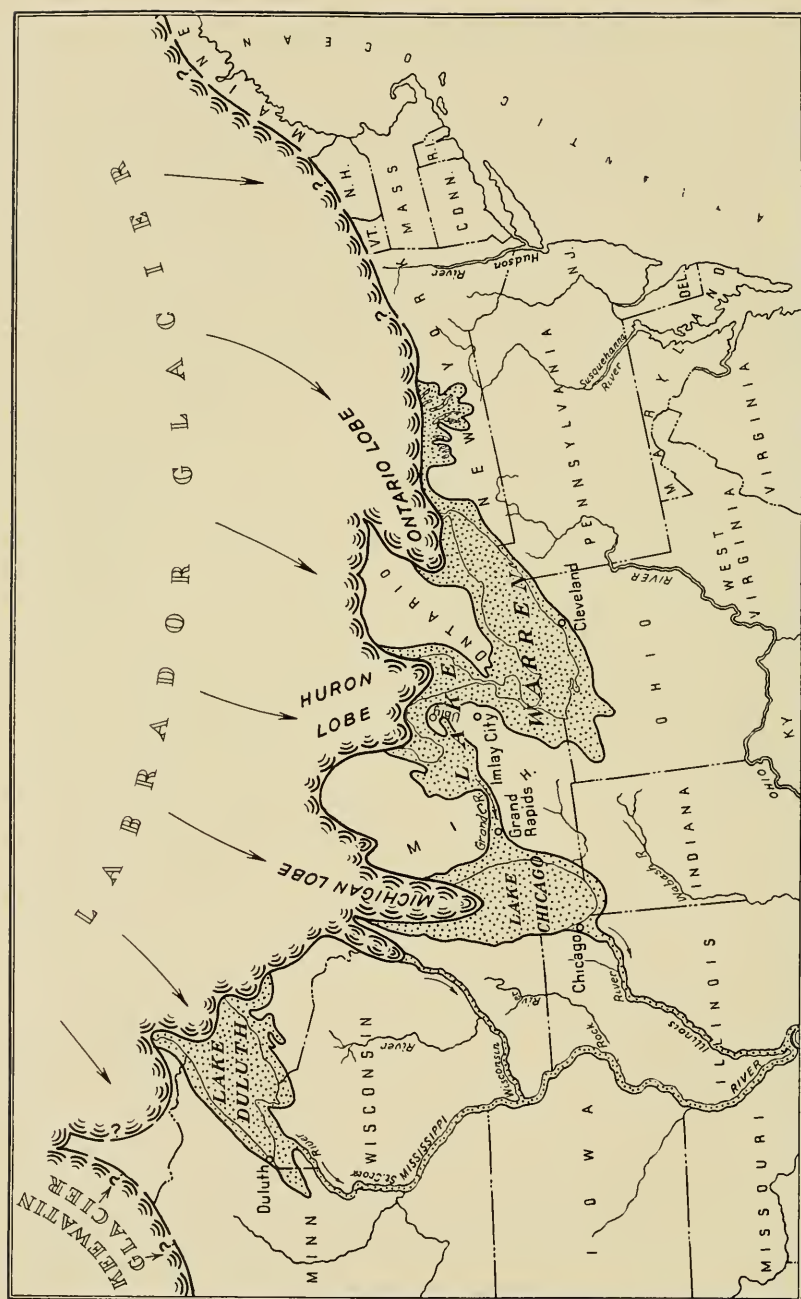 KEEWATIN
GLACIER
LABRADOR GLACIER
?
?
?
?
?
?
?
MAINE
ATLANTIC OCEAN
N.H.
VT.
MASS
R.I.
CONN.
HURON
LOBE
ONTARIO LOBE
MICHIGAN LOBE
LAKE
DULUTH
Duluth
St. Croix
River
MINN
WISCONSIN
River
Wisconsin
MISSISSIPPI
RIVER
LAKE
CHICAGO
Chicago
M I
Grand R.
Grand
Rapids
Imlay City
LAKE WARREN
ONTARIO
Cleveland
NEW YORK
Hudson
River
N.J.
PENNSYLVANIA
Susquehanna
River
DEL.
MARYLAND
WEST
VIRGINIA
VIRGINIA
OHIO
OHIO
RIVER
KY
INDIANA
Wabash R.
ILLINOIS
Illinois
River
Rock
River
IOWA
MISSOURI